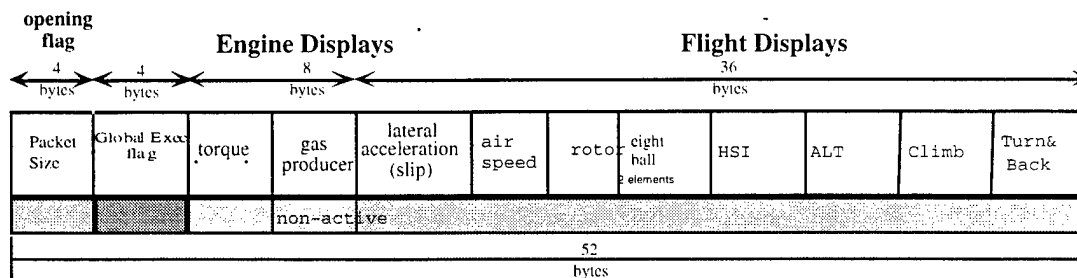 opening
flag
Engine Displays
Flight Displays
4
bytes
4
bytes
8
bytes
36
bytes
Packet
Size
Global Exec
flag
torque
gas
producer
lateral
acceleration
(slip)
air
speed
rotor
eight
ball
2 elements
HSI
ALT
Climb
Turn&
Back
non-active
52
bytes